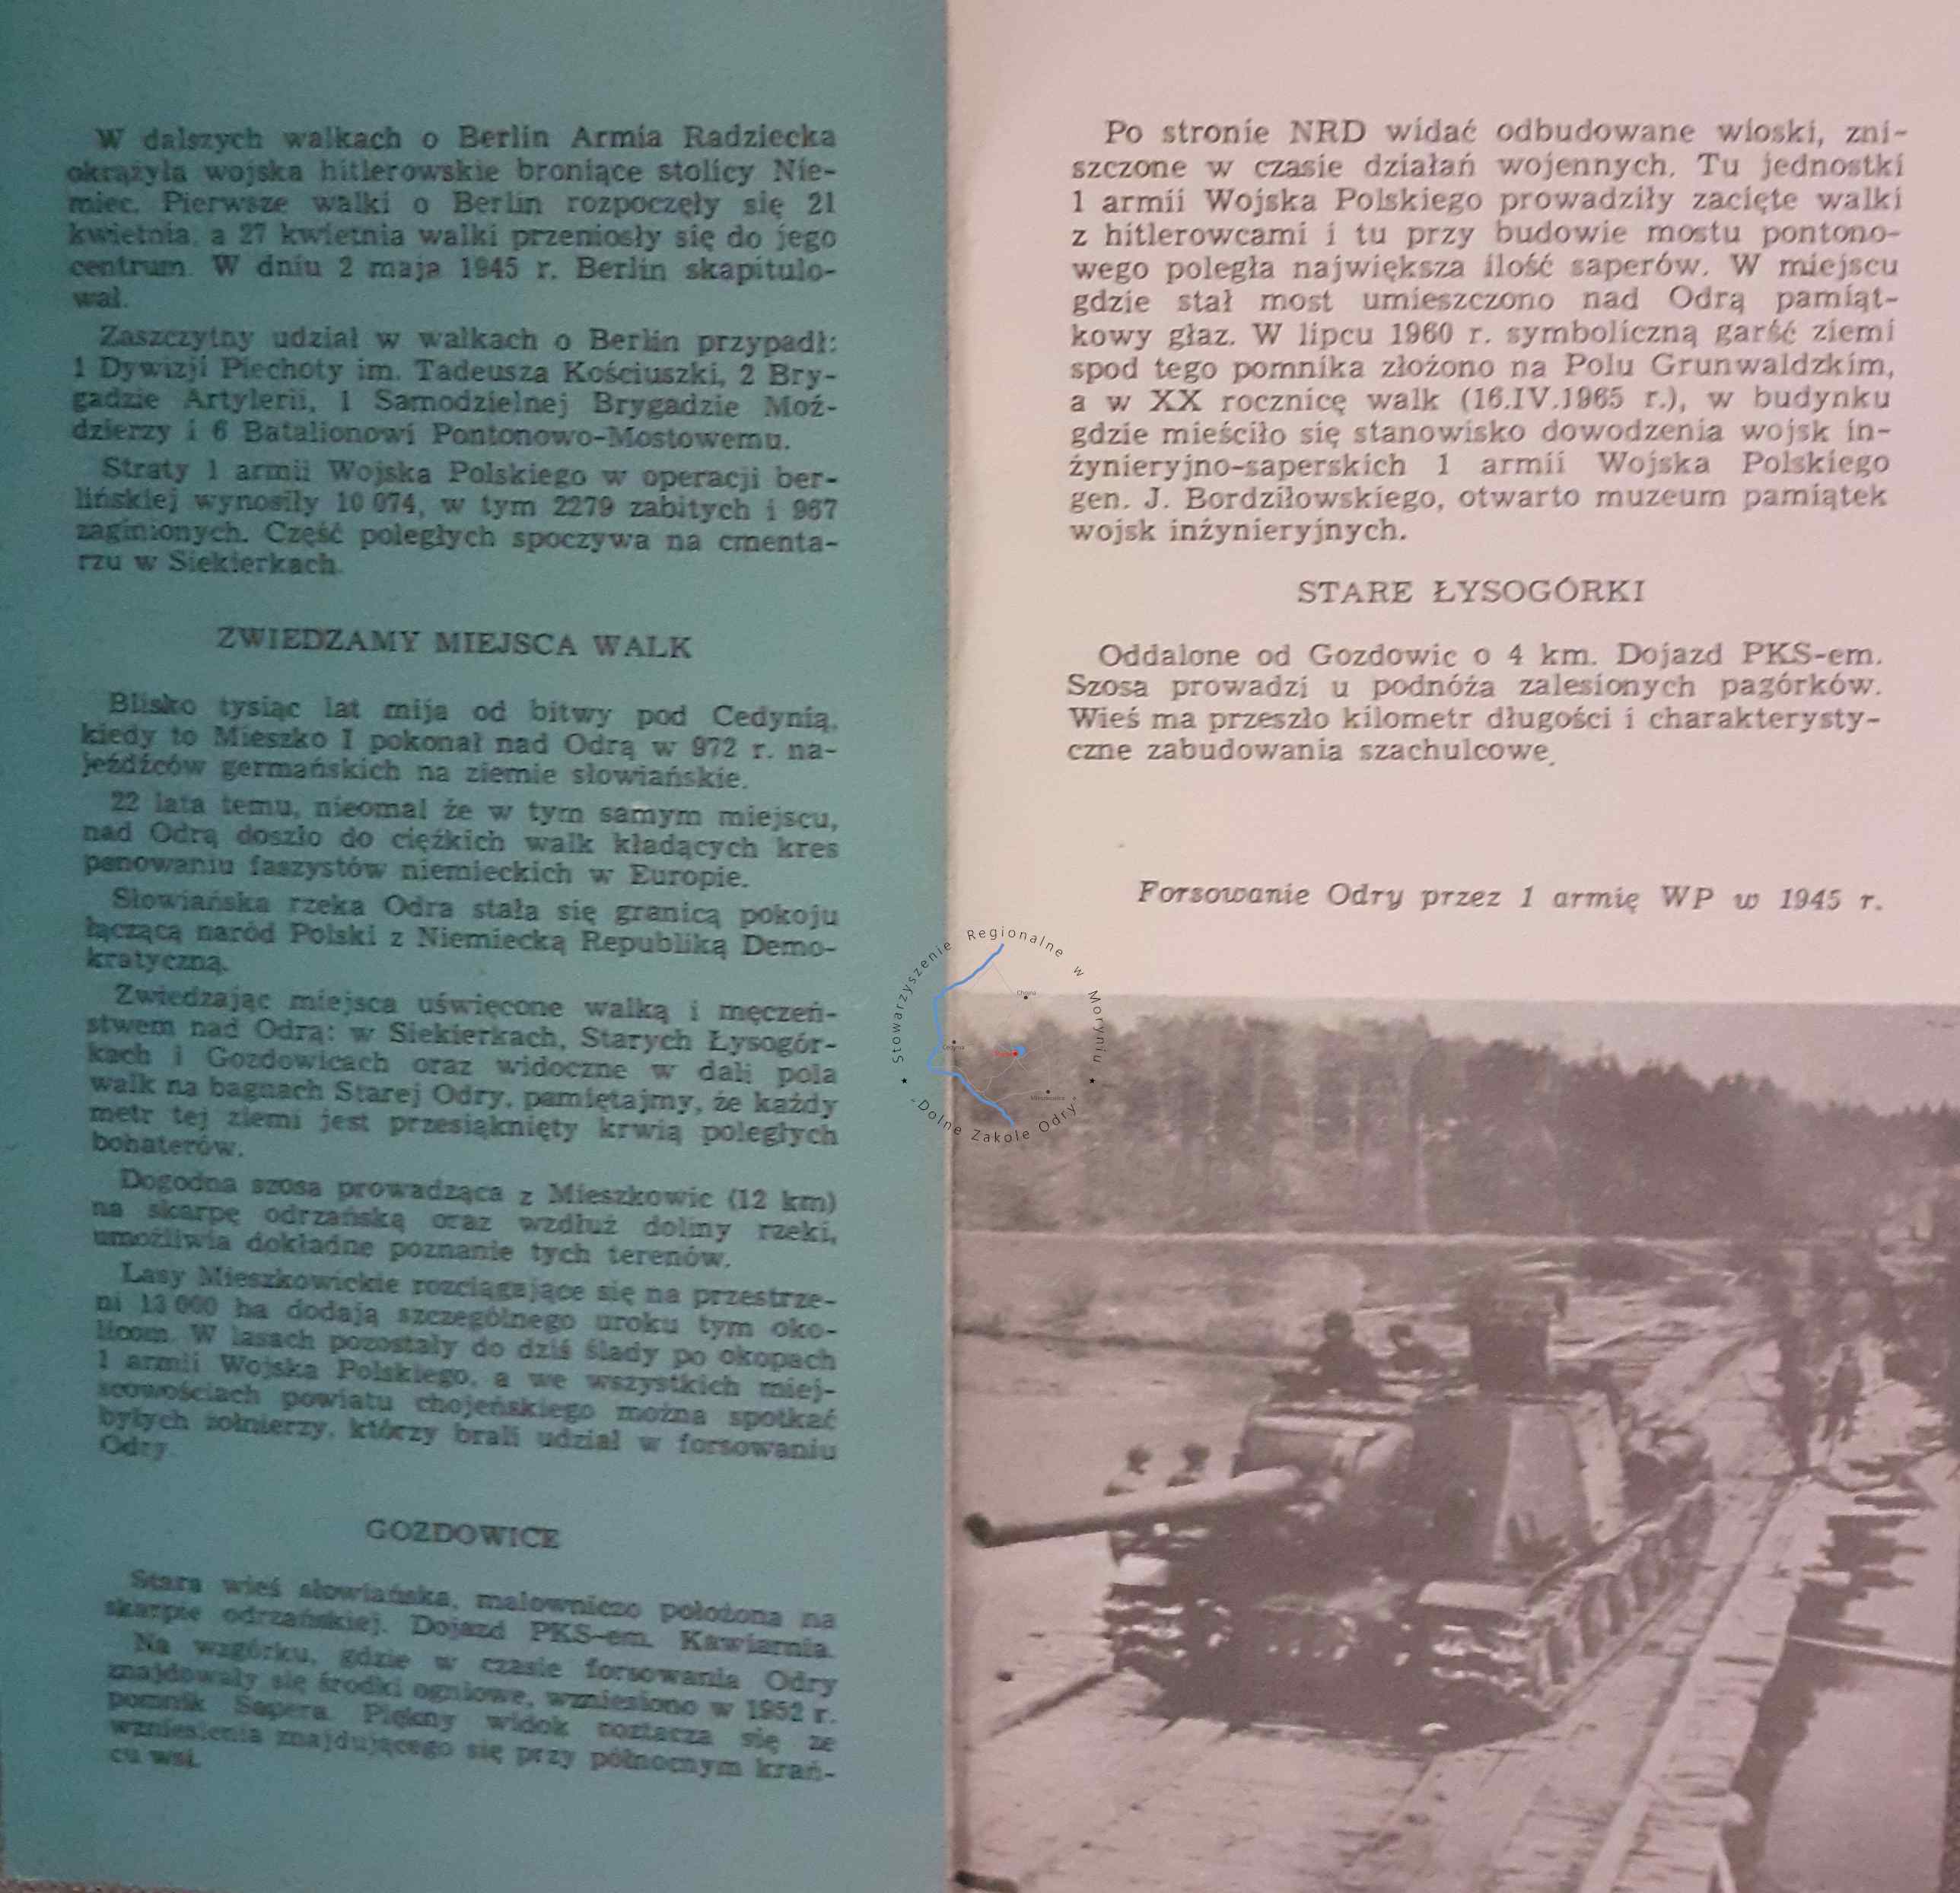 W dalszych walkach o Berlin Armia Radziecka
okrążyła wojska hitlerowskie broniące stolicy Nie-
miec. Pierwsze walki o Berlin rozpoczęły się 21
kwietnia, a 27 kwietnia walki przeniosły się do jego
centrum. W dniu 2 maja 1945 r. Berlin skapitulo-
wał.
Zaszczytny udział w walkach o Berlin przypadł:
1 Dywizji Piechoty im. Tadeusza Kościuszki, 2 Bry-
gadzie Artylerii, 1 Samodzielnej Brygadzie Moź-
dzierzy i 6 Batalionowi Pontonowo-Mostowemu.
Straty 1 armii Wojska Polskiego w operacji ber-
lińskiej wynosiły 10 074, w tym 2279 zabitych i 967
zaginionych. Część poległych spoczywa na cmenta-
rzu w Siekierkach.
ZWIEDZAMY MIEJSCA WALK
Blisko tysiąc lat mija od bitwy pod Cedynią,
kiedy to Mieszko I pokonał nad Odrą w 972 r. na-
jeźdźców germańskich na ziemie słowiańskie.
22 lata temu, nieomal że w tym samym miejscu,
nad Odrą doszło do ciężkich walk kładących kres
panowaniu faszystów niemieckich w Europie.
Słowiańska rzeka Odra stała się granicą pokoju
łączącą naród Polski z Niemiecką Republiką Demo-
kratyczną.
Zwiedzając miejsca uświęcone walką i męczeń-
stwem nad Odrą: w Siekierkach, Starych Łysogór-
kach i Gozdowicach oraz widoczne w dali pola
walk na bagnach Starej Odry, pamiętajmy, że każdy
metr tej ziemi jest przesiąknięty krwią poległych
bohaterów.
Dogodna szosa prowadząca z Mieszkowic (12 km)
na skarpę odrzańską oraz wzdłuż doliny rzeki,
umożliwia dokładne poznanie tych terenów.
Lasy Mieszkowickie rozciągające się na przestrze-
ni 13 000 ha dodają szczególnego uroku tym oko-
licom. W lasach pozostały do dziś ślady po okopach
1 armii Wojska Polskiego, a we wszystkich miej-
scowościach powiatu chojeńskiego można spotkać
byłych żołnierzy, którzy brali udział w forsowaniu
Odry.
GOZDOWICE
Stara wieś słowiańska, malowniczo położona na
skarpie odrzańskiej. Dojazd PKS-em. Kawiarnia.
Na wzgórku, gdzie w czasie forsowania Odry
znajdowały się środki ogniowe, wzniesiono w 1952 r.
pomnik Sapera. Piękny widok roztacza się ze
wzniesienia znajdującego się przy północnym krań-
cu wsi.
Po stronie NRD widać odbudowane wioski, zni-
szczone w czasie działań wojennych. Tu jednostki
1 armii Wojska Polskiego prowadziły zacięte walki
z hitlerowcami i tu przy budowie mostu pontono-
wego poległa największa ilość saperów. W miejscu
gdzie stał most umieszczono nad Odrą pamiąt-
kowy głaz. W lipcu 1960 r. symboliczną garść ziemi
spod tego pomnika złożono na Polu Grunwaldzkim,
a w XX rocznicę walk (16.IV.1965 r.), w budynku
gdzie mieściło się stanowisko dowodzenia wojsk in-
żynieryjno-saperskich 1 armii Wojska Polskiego
gen. J. Bordziłowskiego, otwarto muzeum pamiątek
wojsk inżynieryjnych.
STARE ŁYSOGÓRKI
Oddalone od Gozdowic o 4 km. Dojazd PKS-em.
Szosa prowadzi u podnóża zalesionych pagórków.
Wieś ma przeszło kilometr długości i charakterysty-
czne zabudowania szachulcowe.
Forsowanie Odry przez 1 armię WP w 1945 r.
Stowarzyszenie Regionalne w Moryniu
"Dolne Zakole Odry"
Chojna
Cedynia
Mieszkowice